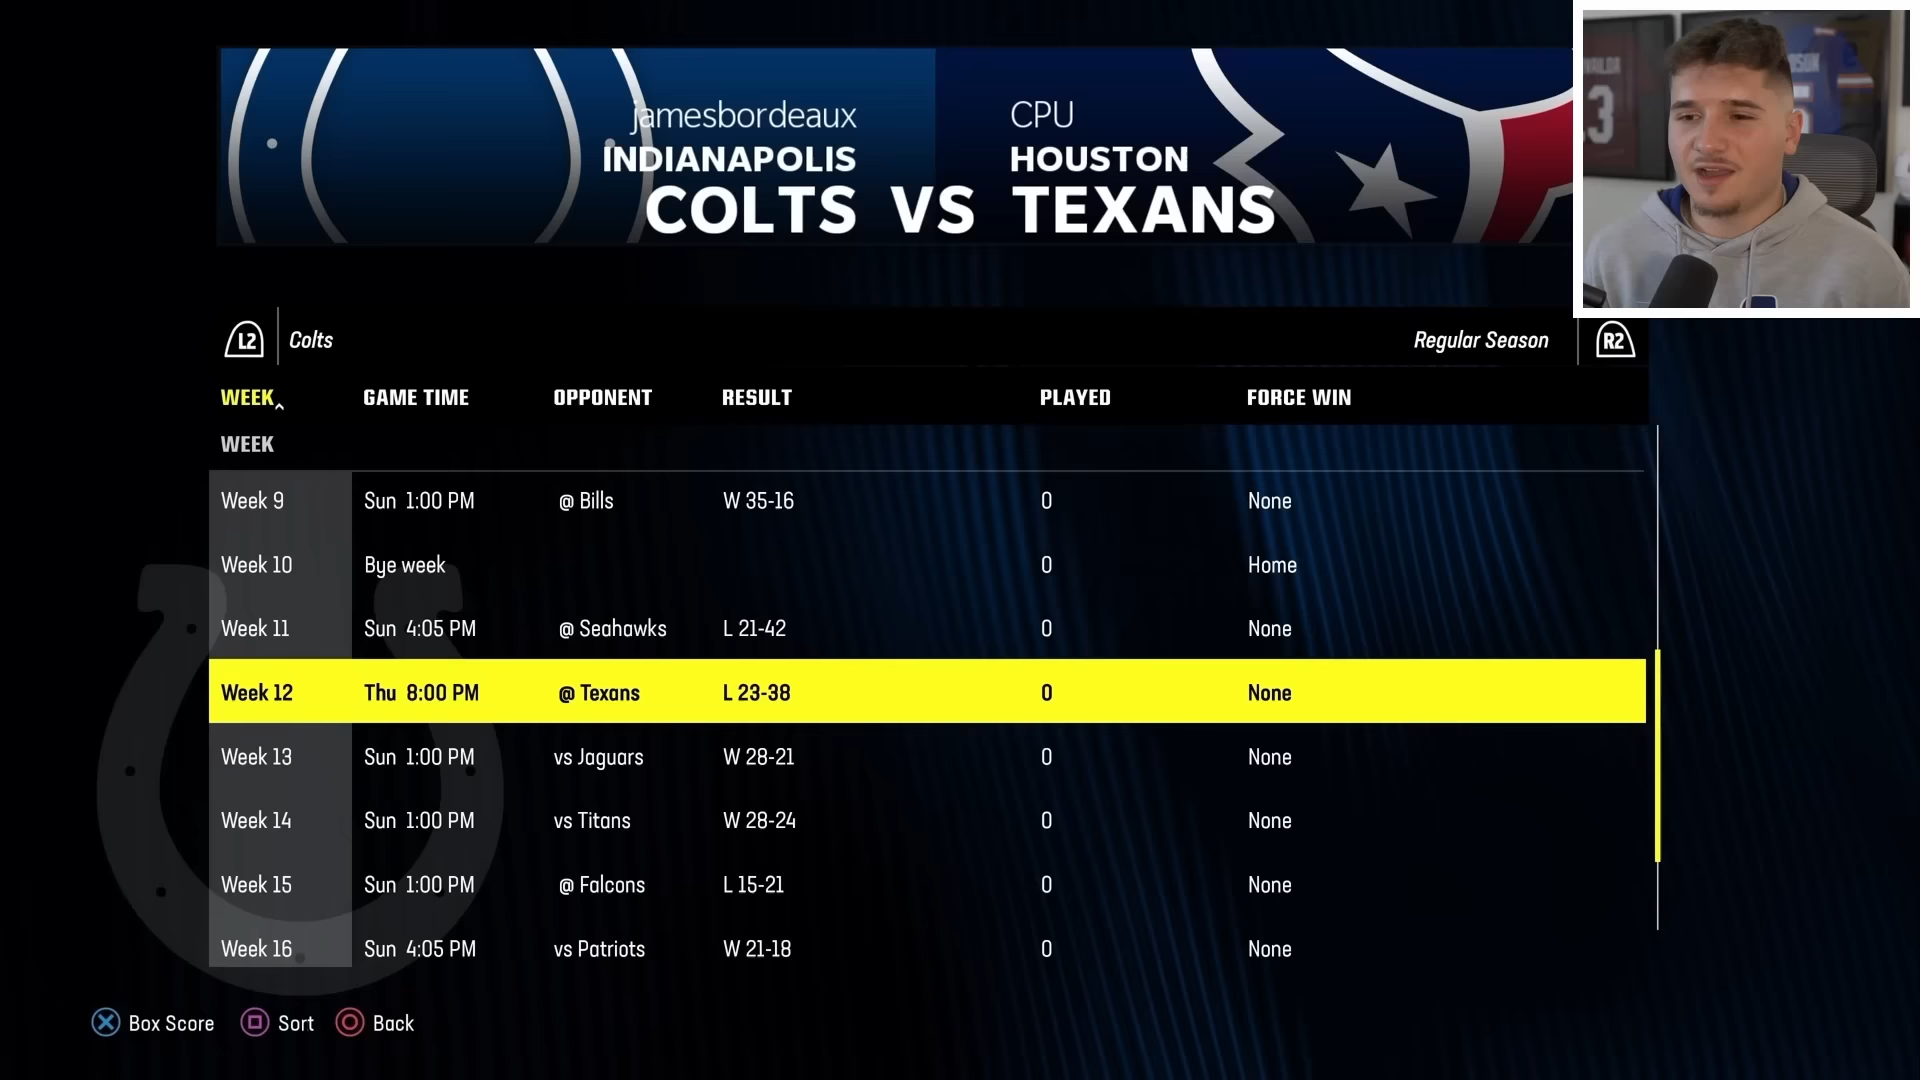 jamesbordeaux
INDIANAPOLIS
COLTS VS TEXANS
CPU
HOUSTON
L2 Colts
Regular Season R2
WEEK GAME TIME OPPONENT RESULT PLAYED FORCE WIN
WEEK
Week 9 Sun 1:00 PM @ Bills W 35-16 0 None
Week 10 Bye week 0 Home
Week 11 Sun 4:05 PM @ Seahawks L 21-42 0 None
Week 12 Thu 8:00 PM @ Texans L 23-38 0 None
Week 13 Sun 1:00 PM vs Jaguars W 28-21 0 None
Week 14 Sun 1:00 PM vs Titans W 28-24 0 None
Week 15 Sun 1:00 PM @ Falcons L 15-21 0 None
Week 16 Sun 4:05 PM vs Patriots W 21-18 0 None
Box Score Sort Back